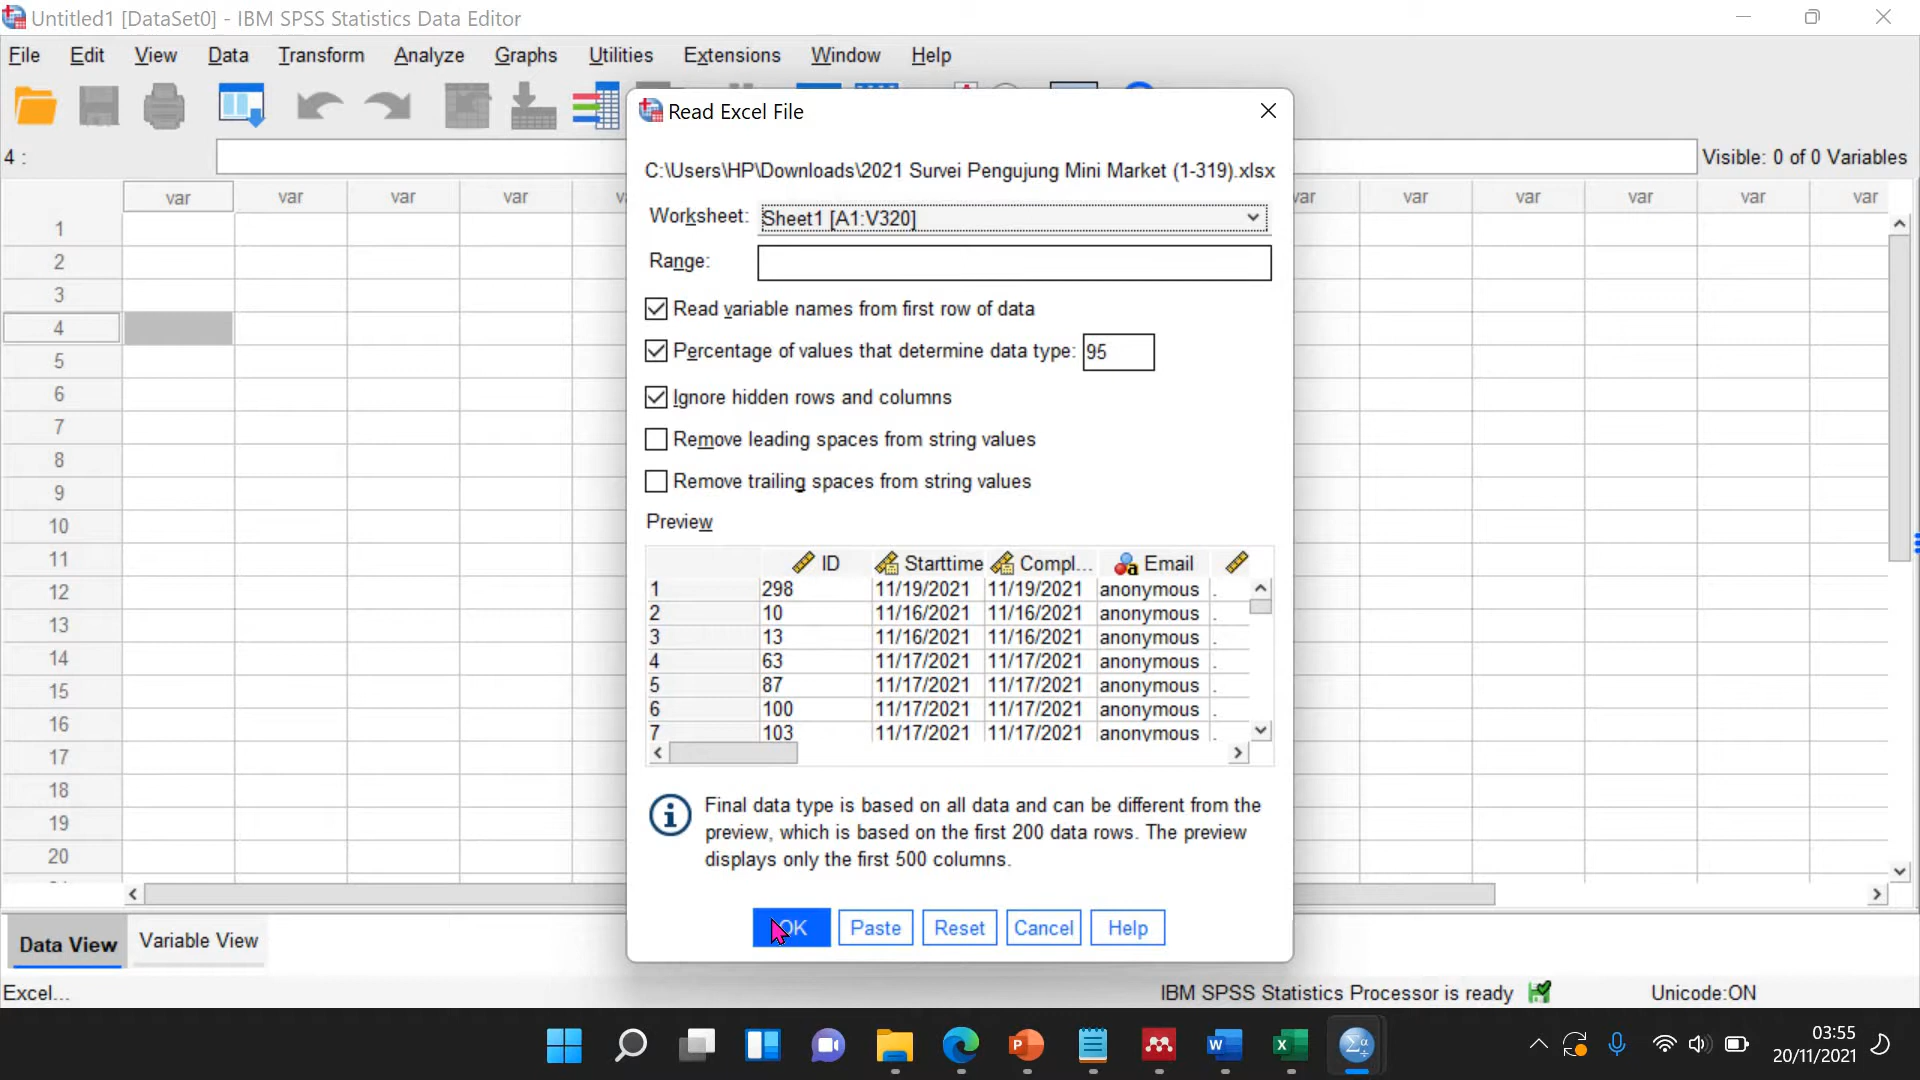 Untitled1 [DataSet0] - IBM SPSS Statistics Data Editor
File Edit View Data Transform Analyze Graphs Utilities Extensions Window Help
Read Excel File
4 :
Visible: 0 of 0 Variables
C:\Users\HP\Downloads\2021 Survei Pengujung Mini Market (1-319).xlsx
var var var var var var var var var
Worksheet: Sheet1 [A1:V320]
Range:
Read variable names from first row of data
Percentage of values that determine data type: 95
Ignore hidden rows and columns
Remove leading spaces from string values
Remove trailing spaces from string values
Preview
ID Starttime Compl... Email
1 298 11/19/2021 11/19/2021 anonymous .
2 10 11/16/2021 11/16/2021 anonymous .
3 13 11/16/2021 11/16/2021 anonymous .
4 63 11/17/2021 11/17/2021 anonymous .
5 87 11/17/2021 11/17/2021 anonymous .
6 100 11/17/2021 11/17/2021 anonymous .
7 103 11/17/2021 11/17/2021 anonymous .
Final data type is based on all data and can be different from the
preview, which is based on the first 200 data rows. The preview
displays only the first 500 columns.
OK Paste Reset Cancel Help
1
2
3
4
5
6
7
8
9
10
11
12
13
14
15
16
17
18
19
20
Data View Variable View
Excel...
IBM SPSS Statistics Processor is ready
Unicode:ON
03:55
20/11/2021